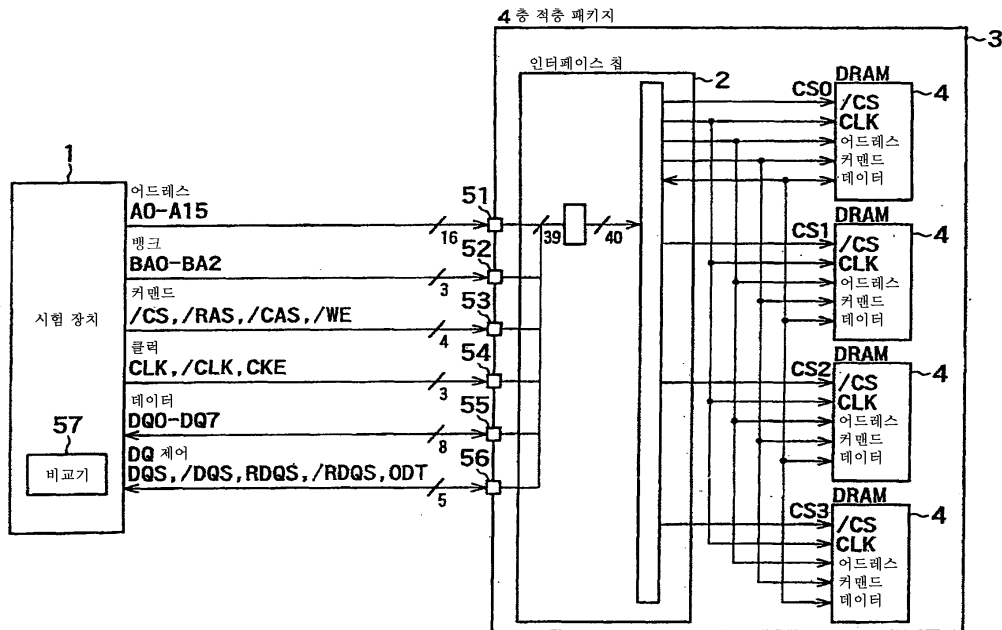 4 층 적층 패키지
3
인터페이스 칩
2
1
시험 장치
57
비교기
어드레스
A0-A15
16
51
뱅크
BA0-BA2
3
52
커맨드
/CS,/RAS,/CAS,/WE
4
53
클럭
CLK,/CLK,CKE
3
54
데이터
DQ0-DQ7
8
55
DQ 제어
DQS,/DQS,RDQS,/RDQS,ODT
5
56
39
40
DRAM
4
CS0
/CS
CLK
어드레스
커맨드
데이터
DRAM
4
CS1
/CS
CLK
어드레스
커맨드
데이터
DRAM
4
CS2
/CS
CLK
어드레스
커맨드
데이터
DRAM
4
CS3
/CS
CLK
어드레스
커맨드
데이터